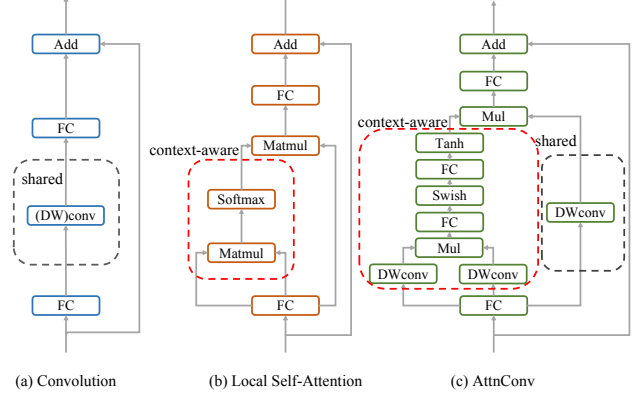 Add
FC
shared
(DW)conv
FC
(a) Convolution
Add
FC
Matmul
context-aware
Softmax
Matmul
FC
(b) Local Self-Attention
Add
FC
Mul
context-aware
Tanh
shared
FC
Swish
DWconv
FC
Mul
DWconv
DWconv
FC
(c) AttnConv